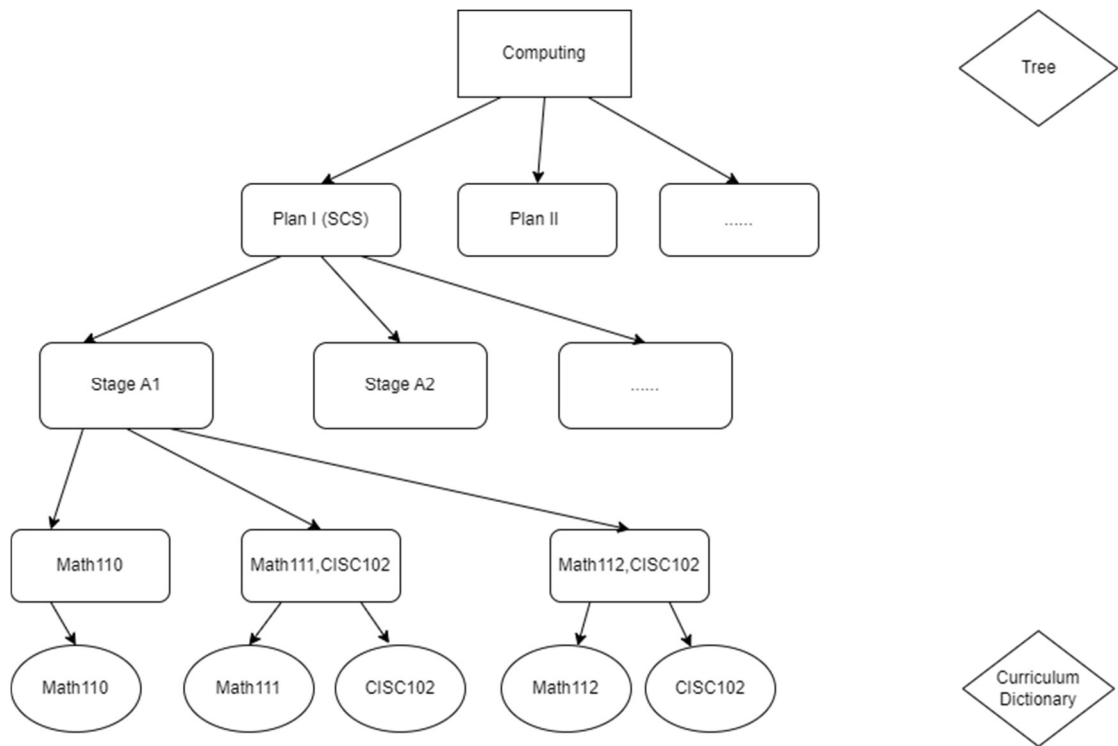 Computing
Tree
Plan I (SCS)
Plan II
......
Stage A1
Stage A2
......
Math110
Math111,CISC102
Math112,CISC102
Math110
Math111
CISC102
Math112
CISC102
Curriculum
Dictionary